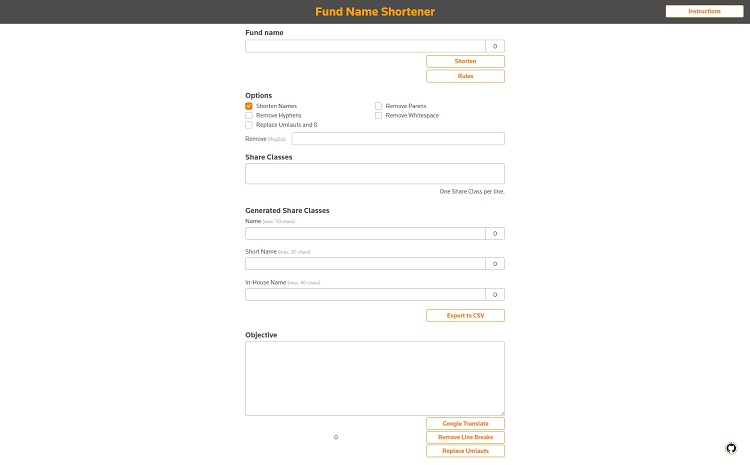 Fund Name Shortener
Instructions
Fund name
0
Shorten
Rules
Options
Shorten Names
Remove Parens
Remove Hyphens
Remove Whitespace
Replace Umlauts and ß
Remove (RegEx):
Share Classes
One Share Class per line.
Generated Share Classes
Name (max. 50 chars)
0
Short Name (max. 30 chars)
0
In-House Name (max. 40 chars)
0
Export to CSV
Objective
Google Translate
0
Remove Line Breaks
Replace Umlauts